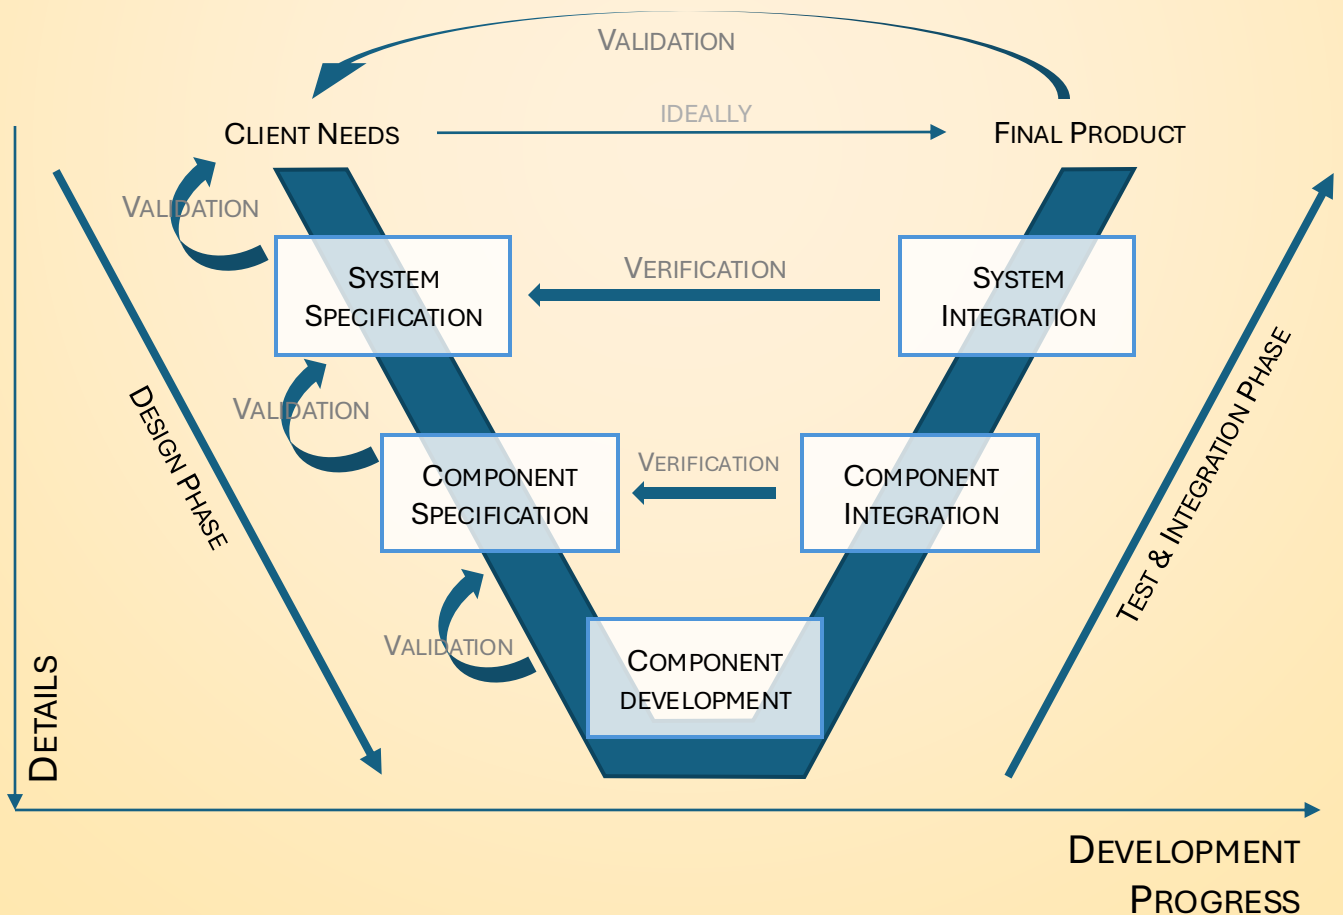 VALIDATION
IDEALLY
CLIENT NEEDS
FINAL PRODUCT
VALIDATION
SYSTEM
SPECIFICATION
VERIFICATION
SYSTEM
INTEGRATION
VALIDATION
DESIGN PHASE
COMPONENT
SPECIFICATION
VERIFICATION
COMPONENT
INTEGRATION
TEST & INTEGRATION PHASE
VALIDATION
COMPONENT
DEVELOPMENT
DETAILS
DEVELOPMENT
PROGRESS